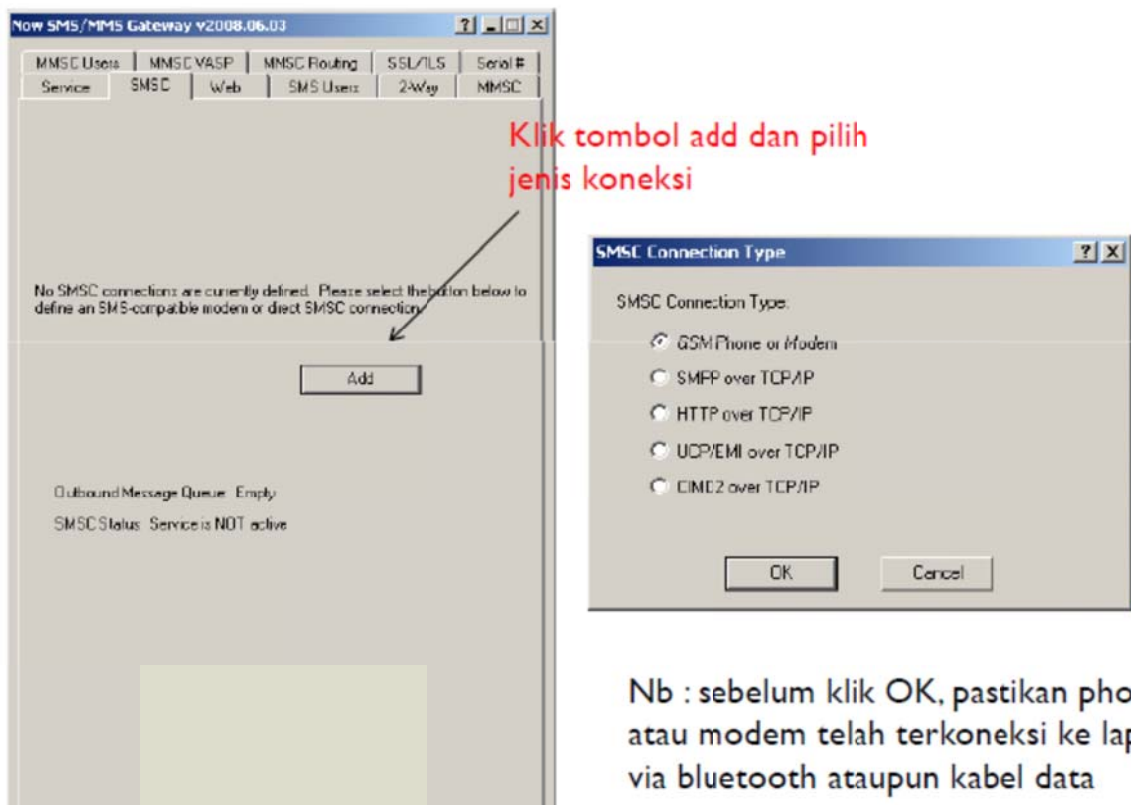 Now SMS/MMS Gateway v2008.06.03
MMSC Users MMSC VASP MMSC Routing SSL/TLS Serial #
Service SMSC Web SMS Users 2-Way MMSC
Klik tombol add dan pilih
jenis koneksi
No SMSC connections are currently defined. Please select the button below to
define an SMS-compatible modem or direct SMSC connection.
Add
Outbound Message Queue: Empty
SMSC Status: Service is NOT active
SMSC Connection Type
SMSC Connection Type:
GSM Phone or Modem
SMPP over TCP/IP
HTTP over TCP/IP
UCP/EMI over TCP/IP
CIMD2 over TCP/IP
OK Cancel
Nb : sebelum klik OK, pastikan pho
atau modem telah terkoneksi ke lap
via bluetooth ataupun kabel data